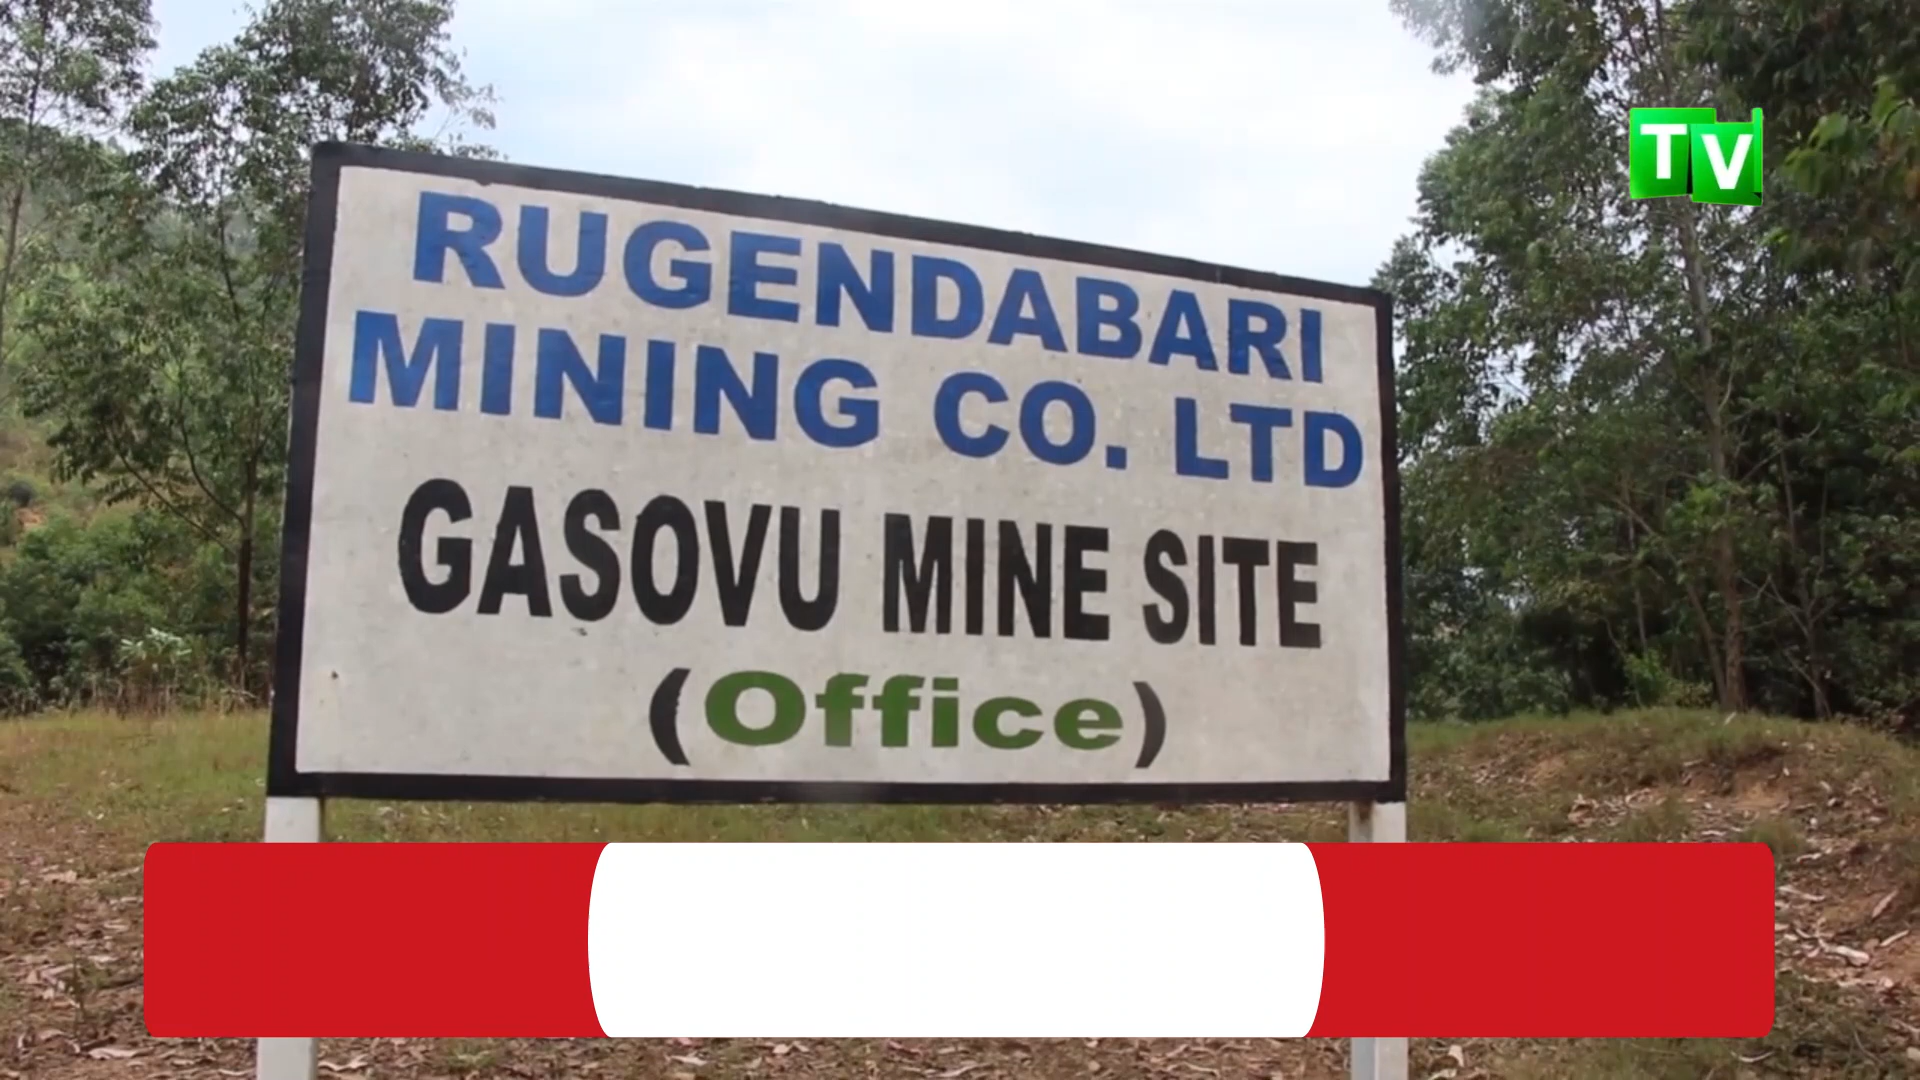 TV
RUGENDABARI
MINING CO. LTD
GASOVU MINE SITE
(Office)